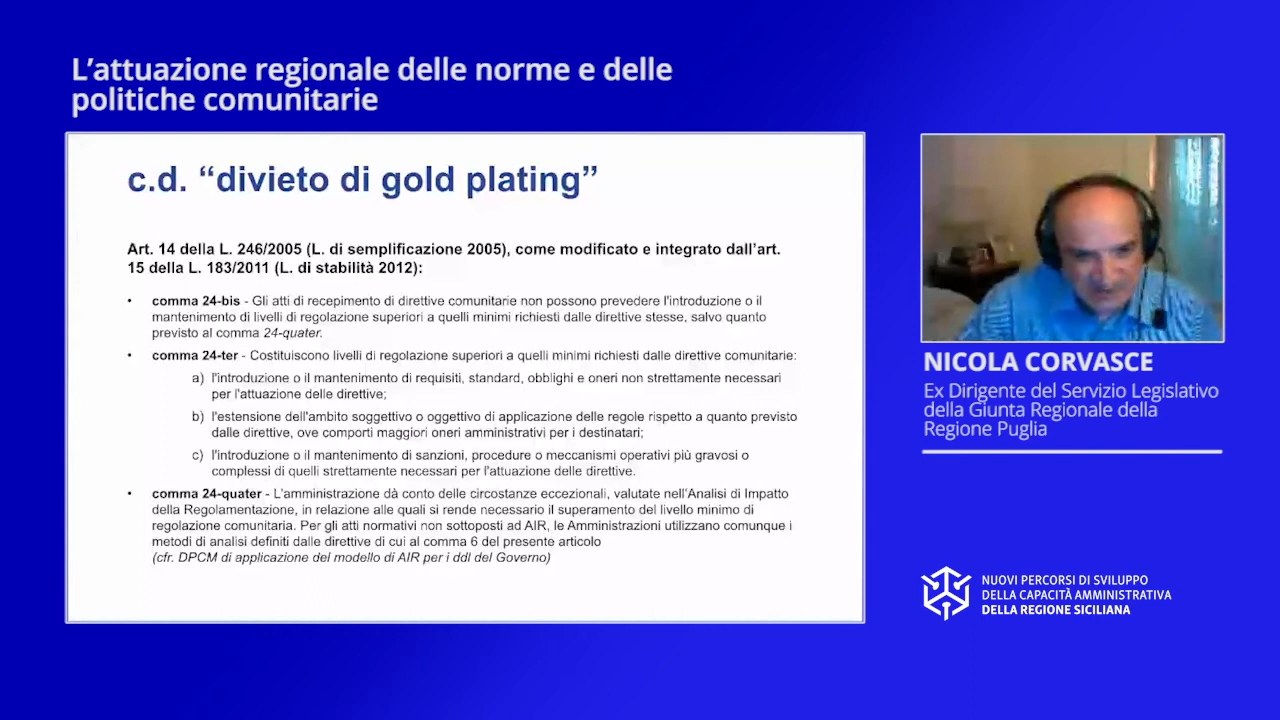 L'attuazione regionale delle norme e delle
politiche comunitarie
c.d. “divieto di gold plating”
Art. 14 della L. 246/2005 (L. di semplificazione 2005), come modificato e integrato dall'art.
15 della L. 183/2011 (L. di stabilità 2012):
• comma 24-bis - Gli atti di recepimento di direttive comunitarie non possono prevedere l'introduzione o il
mantenimento di livelli di regolazione superiori a quelli minimi richiesti dalle direttive stesse, salvo quanto
previsto al comma 24-quater.
• comma 24-ter - Costituiscono livelli di regolazione superiori a quelli minimi richiesti dalle direttive comunitarie:
a) l'introduzione o il mantenimento di requisiti, standard, obblighi e oneri non strettamente necessari
per l'attuazione delle direttive;
b) l'estensione dell'ambito soggettivo o oggettivo di applicazione delle regole rispetto a quanto previsto
dalle direttive, ove comporti maggiori oneri amministrativi per i destinatari;
c) l'introduzione o il mantenimento di sanzioni, procedure o meccanismi operativi più gravosi o
complessi di quelli strettamente necessari per l'attuazione delle direttive.
• comma 24-quater - L'amministrazione dà conto delle circostanze eccezionali, valutate nell'Analisi di Impatto
della Regolamentazione, in relazione alle quali si rende necessario il superamento del livello minimo di
regolazione comunitaria. Per gli atti normativi non sottoposti ad AIR, le Amministrazioni utilizzano comunque i
metodi di analisi definiti dalle direttive di cui al comma 6 del presente articolo
(cfr. DPCM di applicazione del modello di AIR per i ddl del Governo)
NICOLA CORVASCE
Ex Dirigente del Servizio Legislativo
della Giunta Regionale della
Regione Puglia
NUOVI PERCORSI DI SVILUPPO
DELLA CAPACITÀ AMMINISTRATIVA
DELLA REGIONE SICILIANA